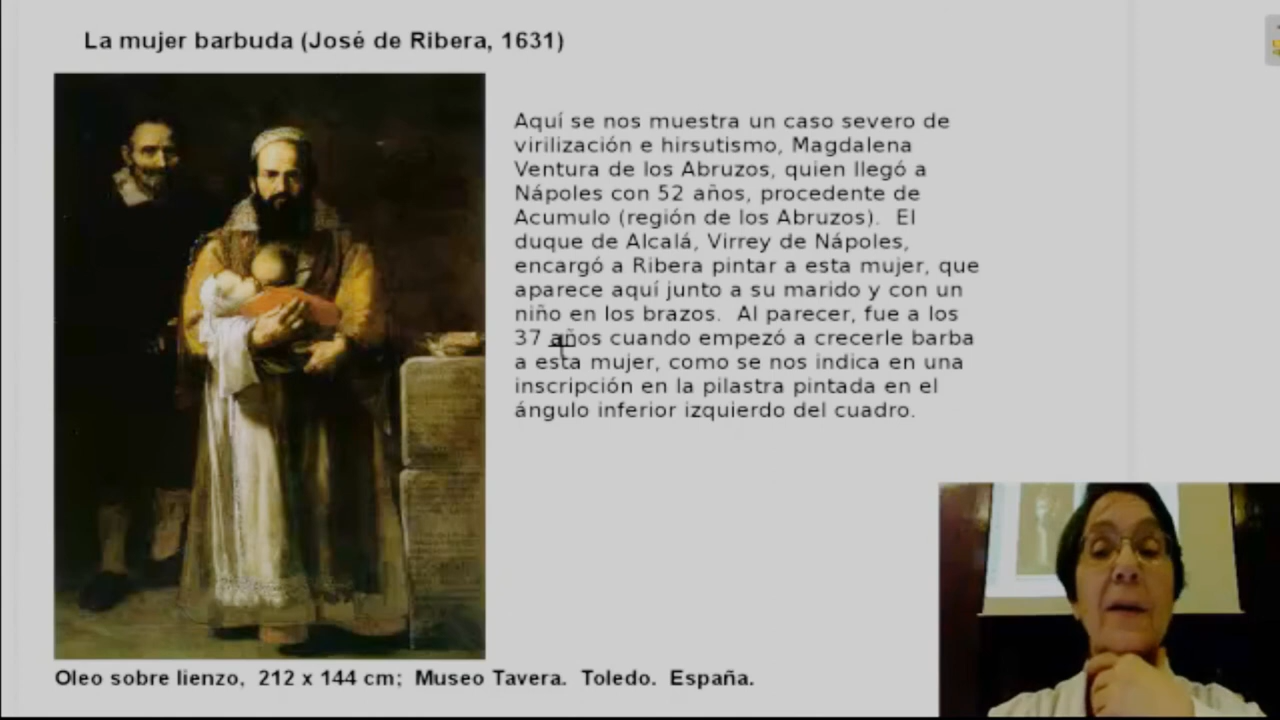 La mujer barbuda (José de Ribera, 1631)
Aquí se nos muestra un caso severo de
virilización e hirsutismo, Magdalena
Ventura de los Abruzos, quien llegó a
Nápoles con 52 años, procedente de
Acumulo (región de los Abruzos).  El
duque de Alcalá, Virrey de Nápoles,
encargó a Ribera pintar a esta mujer, que
aparece aquí junto a su marido y con un
niño en los brazos.  Al parecer, fue a los
37 años cuando empezó a crecerle barba
a esta mujer, como se nos indica en una
inscripción en la pilastra pintada en el
ángulo inferior izquierdo del cuadro.
Oleo sobre lienzo,  212 x 144 cm;  Museo Tavera.  Toledo.  España.